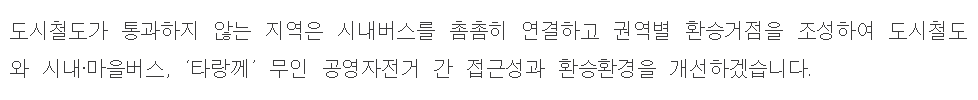 도시철도가 통과하지 않는 지역은 시내버스를 촘촘히 연결하고 권역별 환승거점을 조성하여 도시철도
와 시내·마을버스, ‘타랑께’ 무인 공영자전거 간 접근성과 환승환경을 개선하겠습니다.